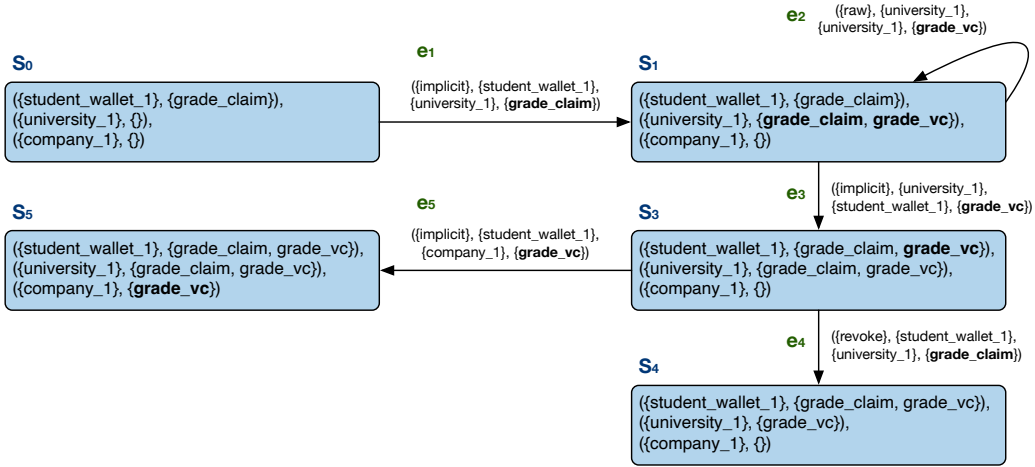 S0
({student_wallet_1}, {grade_claim}),
({university_1}, {}),
({company_1}, {})
e1
({implicit}, {student_wallet_1},
{university_1}, {grade_claim})
e2
({raw}, {university_1},
{university_1}, {grade_vc})
S1
({student_wallet_1}, {grade_claim}),
({university_1}, {grade_claim, grade_vc}),
({company_1}, {})
e3
({implicit}, {university_1},
{student_wallet_1}, {grade_vc})
S5
({student_wallet_1}, {grade_claim, grade_vc}),
({university_1}, {grade_claim, grade_vc}),
({company_1}, {grade_vc})
e5
({implicit}, {student_wallet_1},
{company_1}, {grade_vc})
S3
({student_wallet_1}, {grade_claim, grade_vc}),
({university_1}, {grade_claim, grade_vc}),
({company_1}, {})
e4
({revoke}, {student_wallet_1},
{university_1}, {grade_claim})
S4
({student_wallet_1}, {grade_claim, grade_vc}),
({university_1}, {grade_vc}),
({company_1}, {})